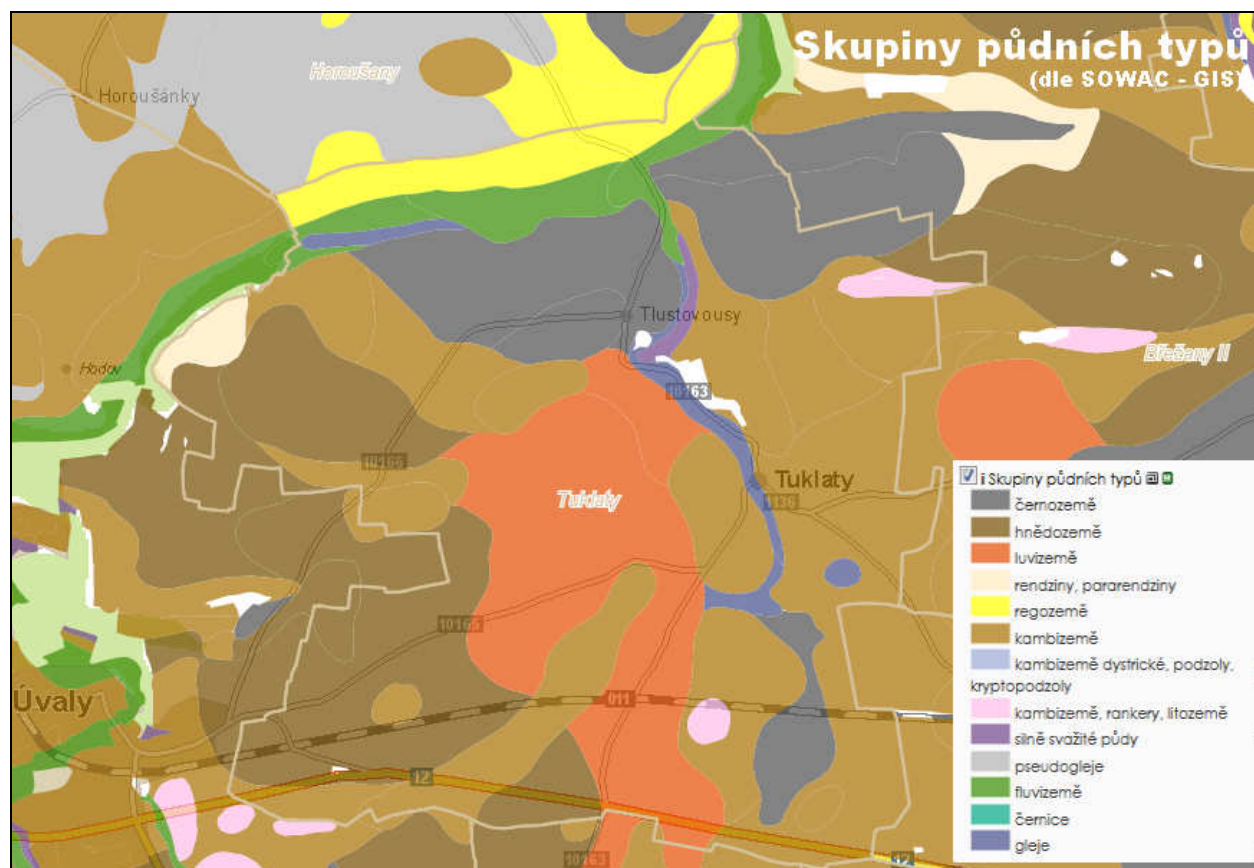 Skupiny půdních typů
(dle SOWAC - GIS)
Horoušany
Horoušánky
Tlustovousy
Hodov
Břežany II
10163
10166
Tuklaty
Tuklaty
1136
10165
Úvaly
011
12
10163
12
i Skupiny půdních typů
černozemě
hnědozemě
luvizemě
rendziny, pararendziny
regozemě
kambizemě
kambizemě dystrické, podzoly,
kryptopodzoly
kambizemě, rankery, litozemě
silně svažité půdy
pseudogleje
fluvizemě
černice
gleje